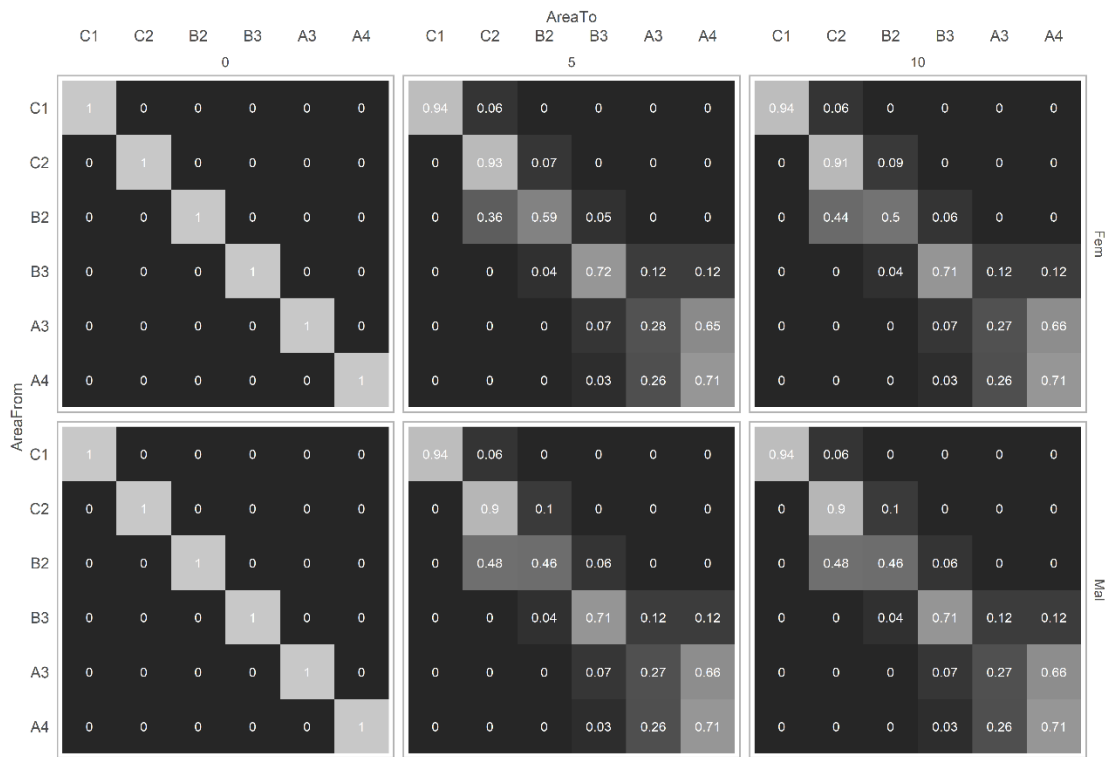 AreaTo
C1 C2 B2 B3 A3 A4 C1 C2 B2 B3 A3 A4 C1 C2 B2 B3 A3 A4
0 5 10
C1 1 0 0 0 0 0 0.94 0.06 0 0 0 0 0.94 0.06 0 0 0 0
C2 0 1 0 0 0 0 0 0.93 0.07 0 0 0 0 0.91 0.09 0 0 0
B2 0 0 1 0 0 0 0 0.36 0.59 0.05 0 0 0 0.44 0.5 0.06 0 0
Fem
B3 0 0 0 1 0 0 0 0 0.04 0.72 0.12 0.12 0 0 0.04 0.71 0.12 0.12
A3 0 0 0 0 1 0 0 0 0 0.07 0.28 0.65 0 0 0 0.07 0.27 0.66
A4 0 0 0 0 0 1 0 0 0 0.03 0.26 0.71 0 0 0 0.03 0.26 0.71
AreaFrom
C1 1 0 0 0 0 0 0.94 0.06 0 0 0 0 0.94 0.06 0 0 0 0
C2 0 1 0 0 0 0 0 0.9 0.1 0 0 0 0 0.9 0.1 0 0 0
B2 0 0 1 0 0 0 0 0.48 0.46 0.06 0 0 0 0.48 0.46 0.06 0 0
Mal
B3 0 0 0 1 0 0 0 0 0.04 0.71 0.12 0.12 0 0 0.04 0.71 0.12 0.12
A3 0 0 0 0 1 0 0 0 0 0.07 0.27 0.66 0 0 0 0.07 0.27 0.66
A4 0 0 0 0 0 1 0 0 0 0.03 0.26 0.71 0 0 0 0.03 0.26 0.71